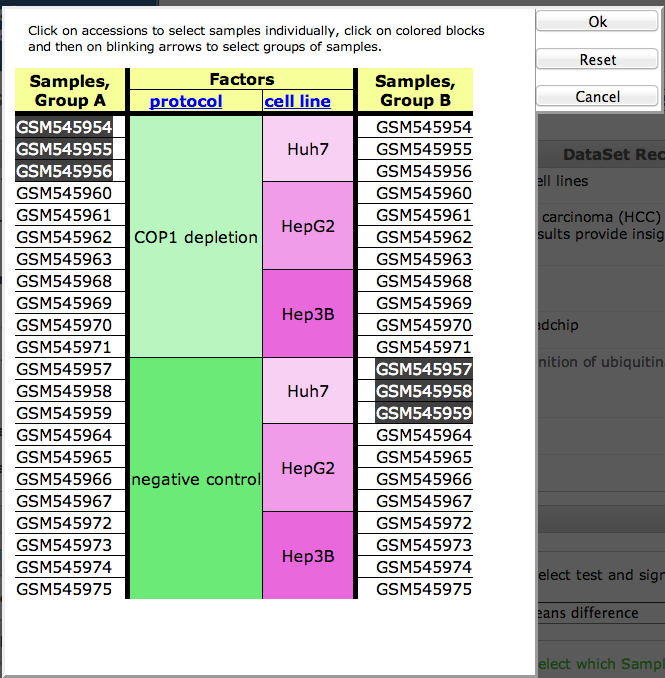 Click on accessions to select samples individually, click on colored blocks
and then on blinking arrows to select groups of samples.
Ok
Reset
Cancel
Samples, Group A
Factors
Samples, Group B
protocol cell line
GSM545954 GSM545954
GSM545955 Huh7 GSM545955
GSM545956 GSM545956
GSM545960 GSM545960
GSM545961 HepG2 GSM545961
GSM545962 COP1 depletion GSM545962
GSM545963 GSM545963
GSM545968 GSM545968
GSM545969 GSM545969
GSM545970 Hep3B GSM545970
GSM545971 GSM545971
GSM545957 GSM545957
GSM545958 Huh7 GSM545958
GSM545959 GSM545959
GSM545964 GSM545964
GSM545965 HepG2 GSM545965
GSM545966 negative control GSM545966
GSM545967 GSM545967
GSM545972 GSM545972
GSM545973 Hep3B GSM545973
GSM545974 GSM545974
GSM545975 GSM545975
DataSet Rec
ell lines
carcinoma (HCC)
sults provide insig
adchip
nition of ubiquitin
elect test and sign
eans difference
elect which Sampl